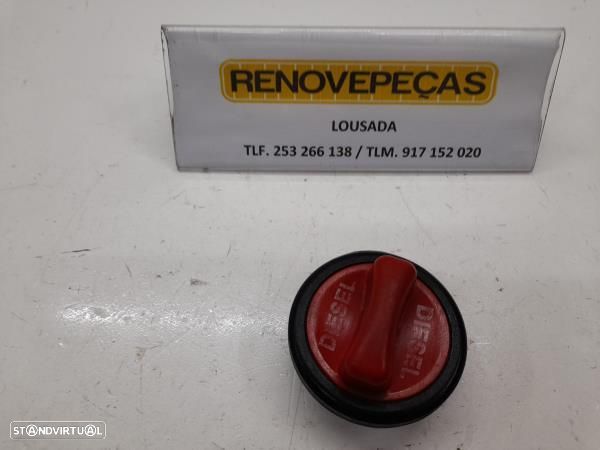 RENOVEPEÇAS
LOUSADA
TLF. 253 266 138 / TLM. 917 152 020
DIESEL
DIESEL
STANDVIRTUAL